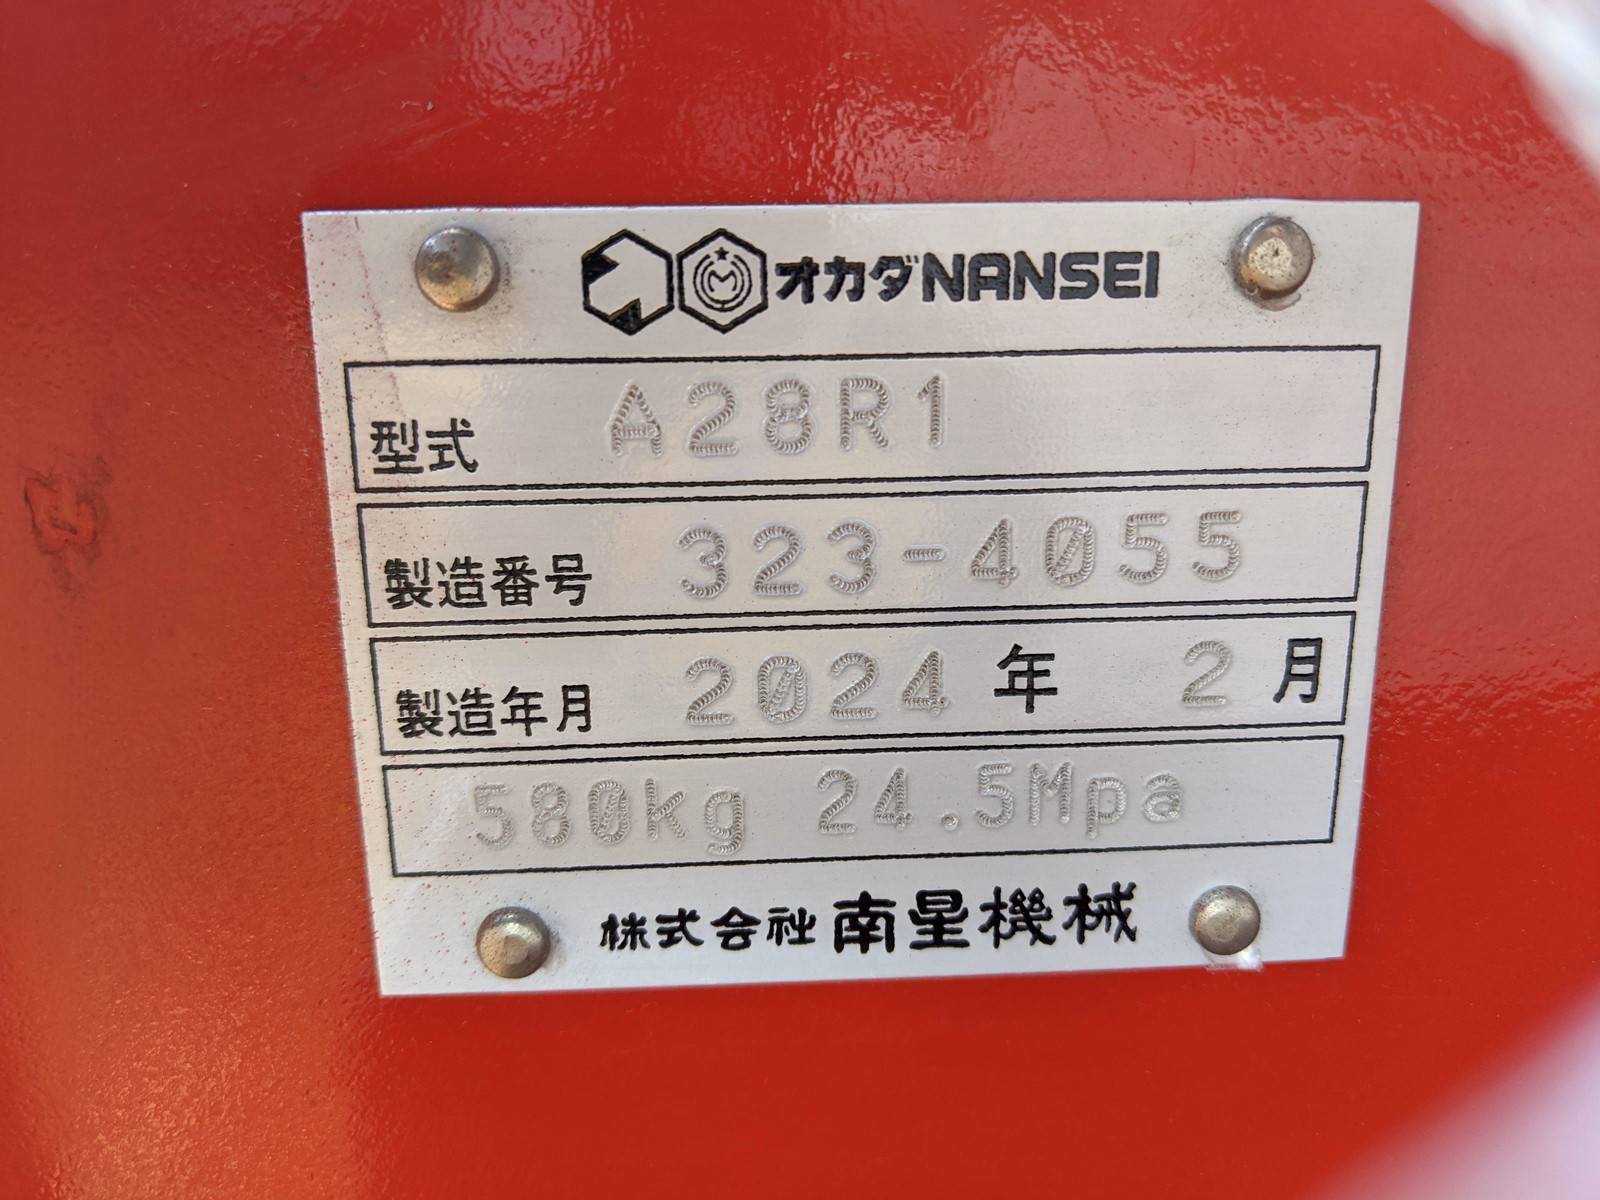 オカダNANSEI
型式 A28R1
製造番号 323-4055
製造年月 2024年 2月
580kg 24.5Mpa
株式会社 南星機械